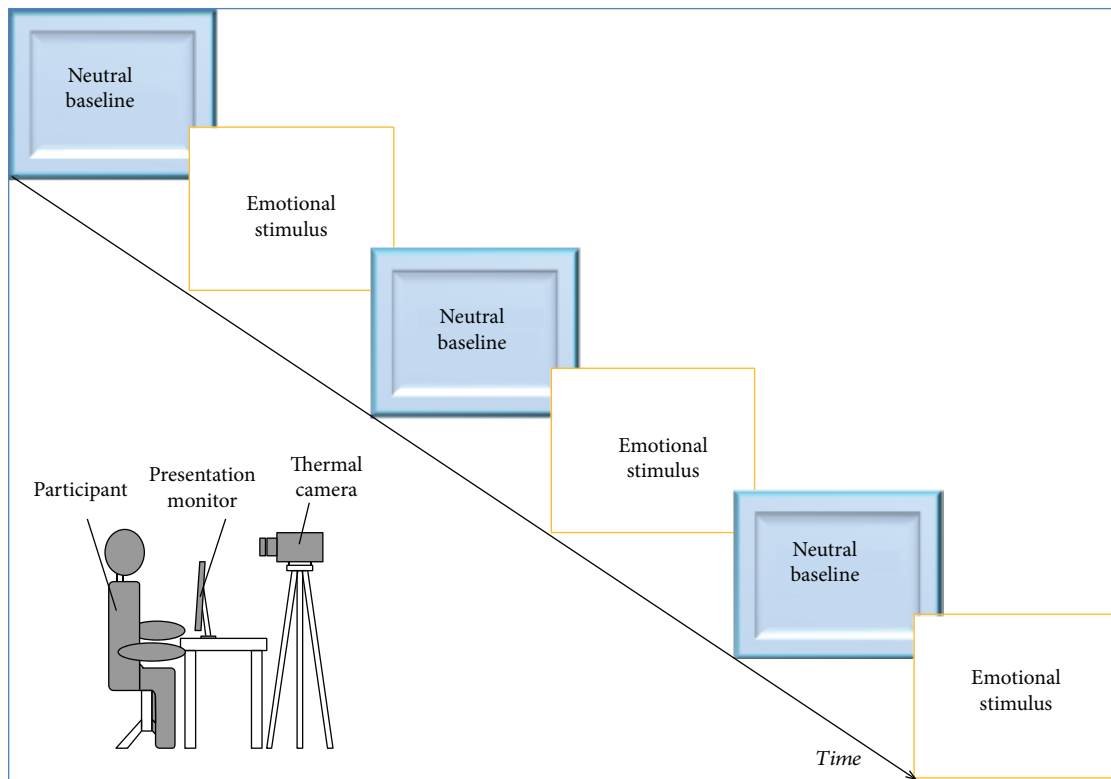 Neutral
baseline
Emotional
stimulus
Neutral
baseline
Emotional
stimulus
Neutral
baseline
Emotional
stimulus
Time
Participant
Presentation
monitor
Thermal
camera